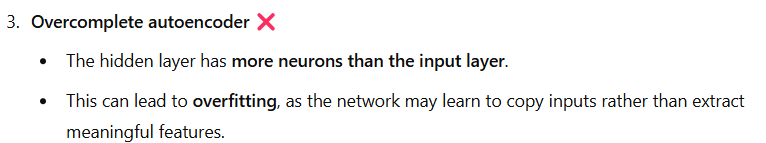 3. Overcomplete autoencoder ❌
• The hidden layer has more neurons than the input layer.
• This can lead to overfitting, as the network may learn to copy inputs rather than extract
meaningful features.